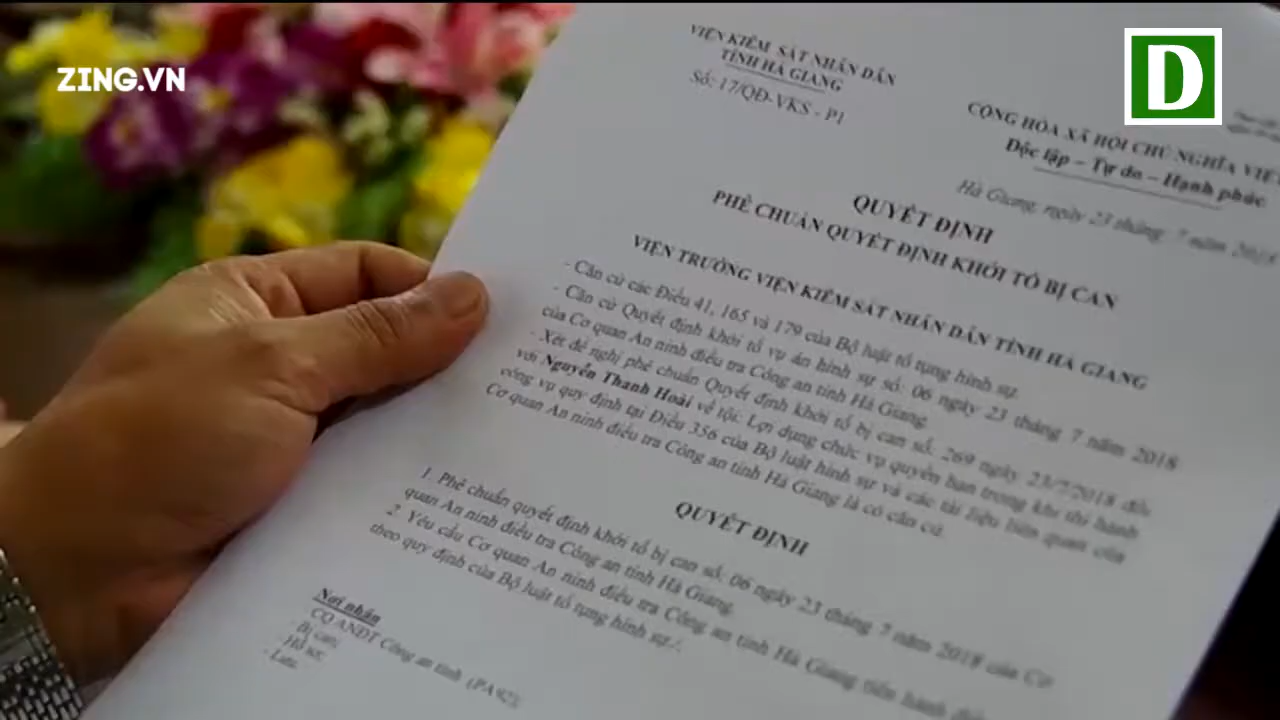 ZING.VN
D
VIỆN KIỂM SÁT NHÂN DÂN
TỈNH HÀ GIANG
Số: 17/QĐ-VKS - P1
CỘNG HÒA XÃ HỘI CHỦ NGHĨA VIỆT
Độc lập – Tự do – Hạnh phúc
Hà Giang, ngày 23 tháng 7 năm 2018
QUYẾT ĐỊNH
PHÊ CHUẨN QUYẾT ĐỊNH KHỞI TỐ BỊ CAN
VIỆN TRƯỞNG VIỆN KIỂM SÁT NHÂN DÂN TỈNH HÀ GIANG
- Căn cứ các Điều 41, 165 và 179 của Bộ luật tố tụng hình sự.
- Căn cứ Quyết định khởi tố vụ án hình sự số: 06 ngày 23 tháng 7 năm 2018
của Cơ quan An ninh điều tra Công an tỉnh Hà Giang.
- Xét đề nghị phê chuẩn Quyết định khởi tố bị can số: 269 ngày 23/7/2018 đối
với Nguyễn Thanh Hoài về tội: Lợi dụng chức vụ quyền hạn trong khi thi hành
công vụ quy định tại Điều 356 của Bộ luật hình sự và các tài liệu liên quan của
Cơ quan An ninh điều tra Công an tỉnh Hà Giang là có căn cứ.
QUYẾT ĐỊNH
1. Phê chuẩn quyết định khởi tố bị can số: 06 ngày 23 tháng 7 năm 2018 của Cơ
quan An ninh điều tra Công an tỉnh Hà Giang.
2. Yêu cầu Cơ quan An ninh điều tra Công an tỉnh Hà Giang tiến hành điều
theo quy định của Bộ luật tố tụng hình sự./.
Nơi nhận
CQ ANĐT Công an tỉnh (PA92);
- Bị can;
- Hồ sơ;
- Lưu.